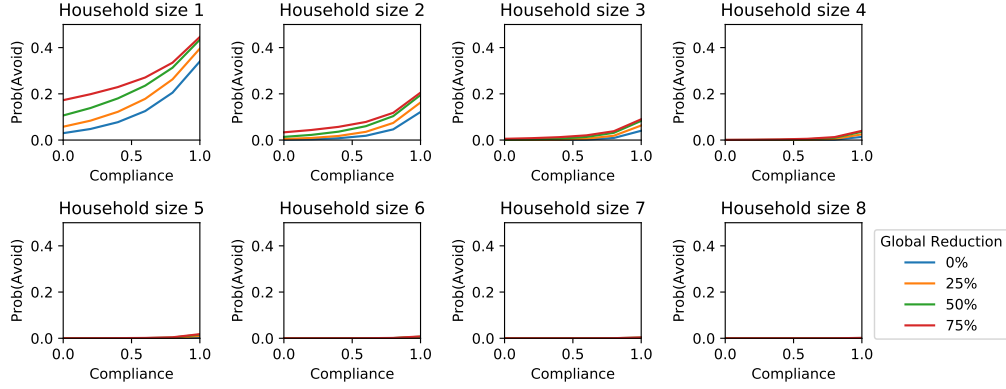 Household size 1 Household size 2 Household size 3 Household size 4
Prob(Avoid) 0.4 0.2 0.0 Prob(Avoid) 0.4 0.2 0.0 Prob(Avoid) 0.4 0.2 0.0 Prob(Avoid) 0.4 0.2 0.0
0.0 0.5 1.0 0.0 0.5 1.0 0.0 0.5 1.0 0.0 0.5 1.0
Compliance Compliance Compliance Compliance
Household size 5 Household size 6 Household size 7 Household size 8
Prob(Avoid) 0.4 0.2 0.0 Prob(Avoid) 0.4 0.2 0.0 Prob(Avoid) 0.4 0.2 0.0 Prob(Avoid) 0.4 0.2 0.0
0.0 0.5 1.0 0.0 0.5 1.0 0.0 0.5 1.0 0.0 0.5 1.0
Compliance Compliance Compliance Compliance
Global Reduction
0%
25%
50%
75%